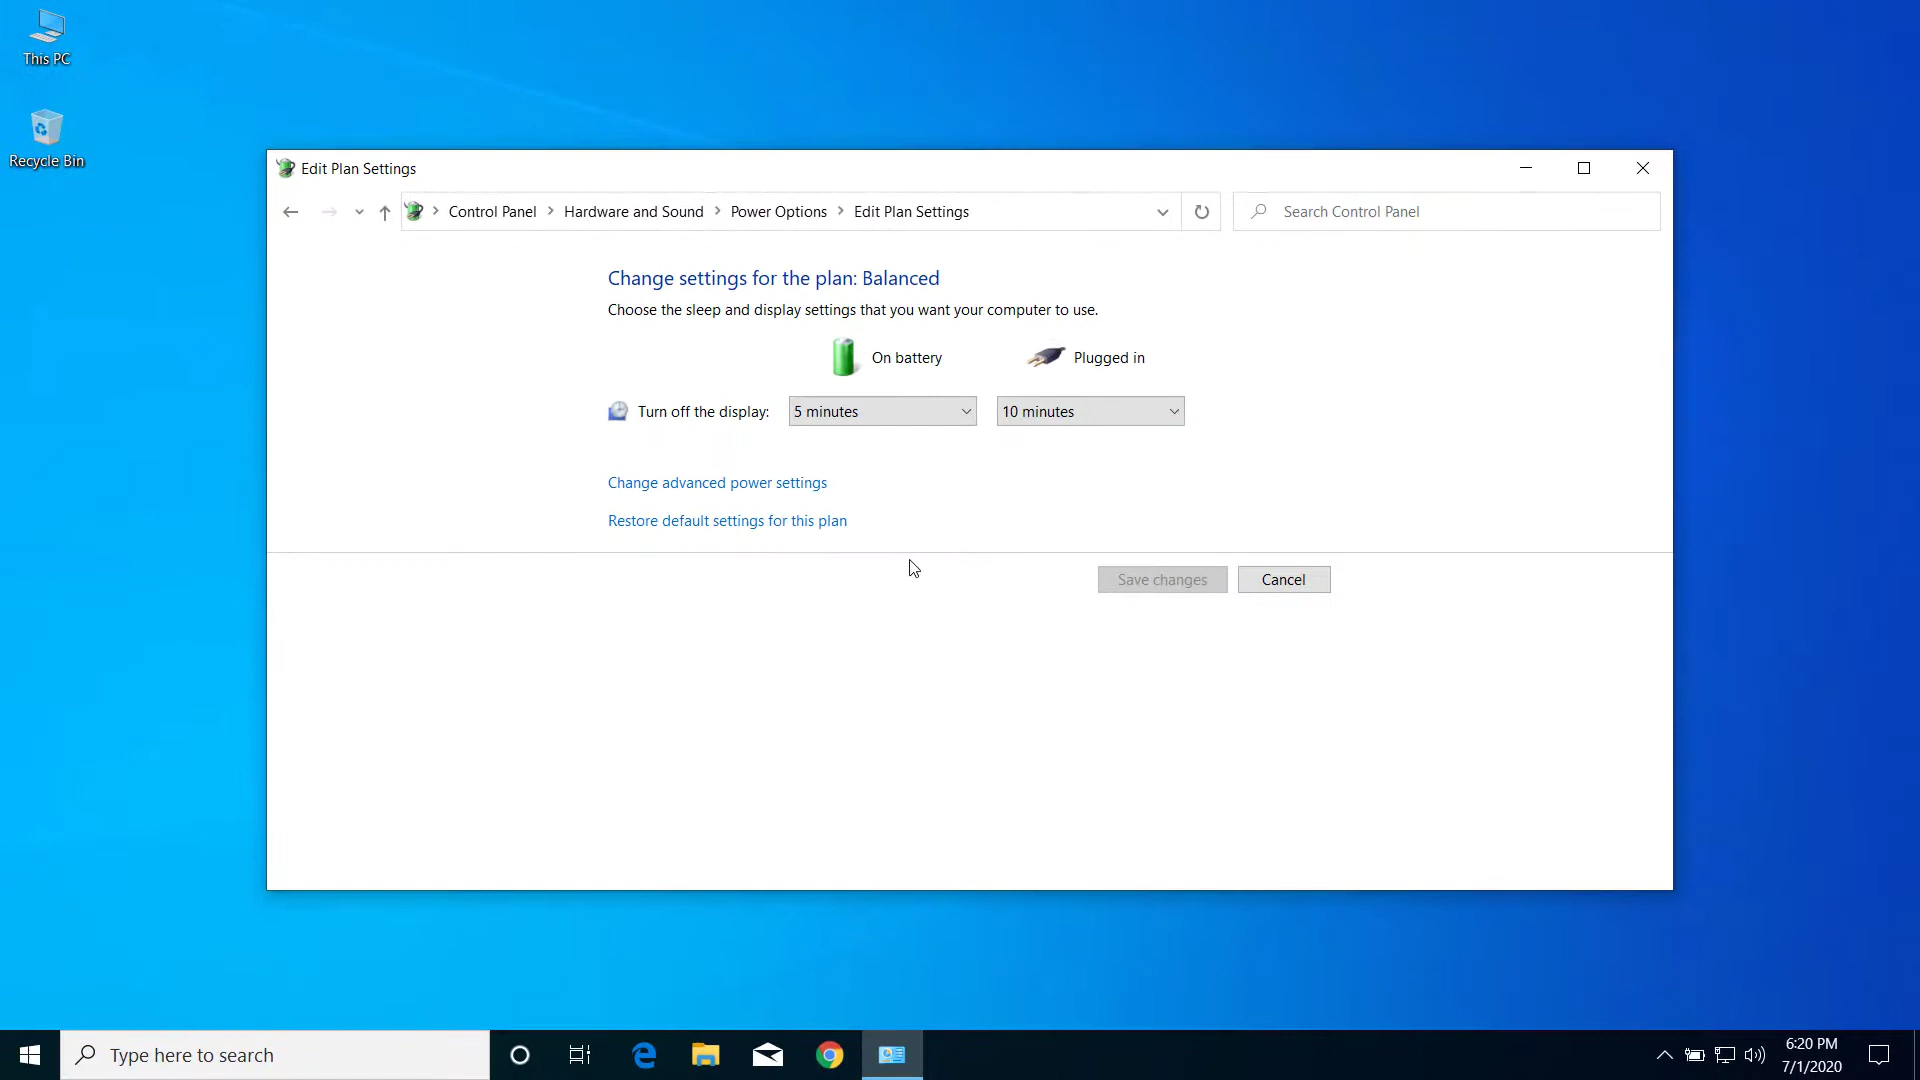 This PC
Recycle Bin
Edit Plan Settings
Control Panel > Hardware and Sound > Power Options > Edit Plan Settings
Search Control Panel
Change settings for the plan: Balanced
Choose the sleep and display settings that you want your computer to use.
On battery Plugged in
Turn off the display: 5 minutes 10 minutes
Change advanced power settings
Restore default settings for this plan
Save changes Cancel
Type here to search
6:20 PM
7/1/2020